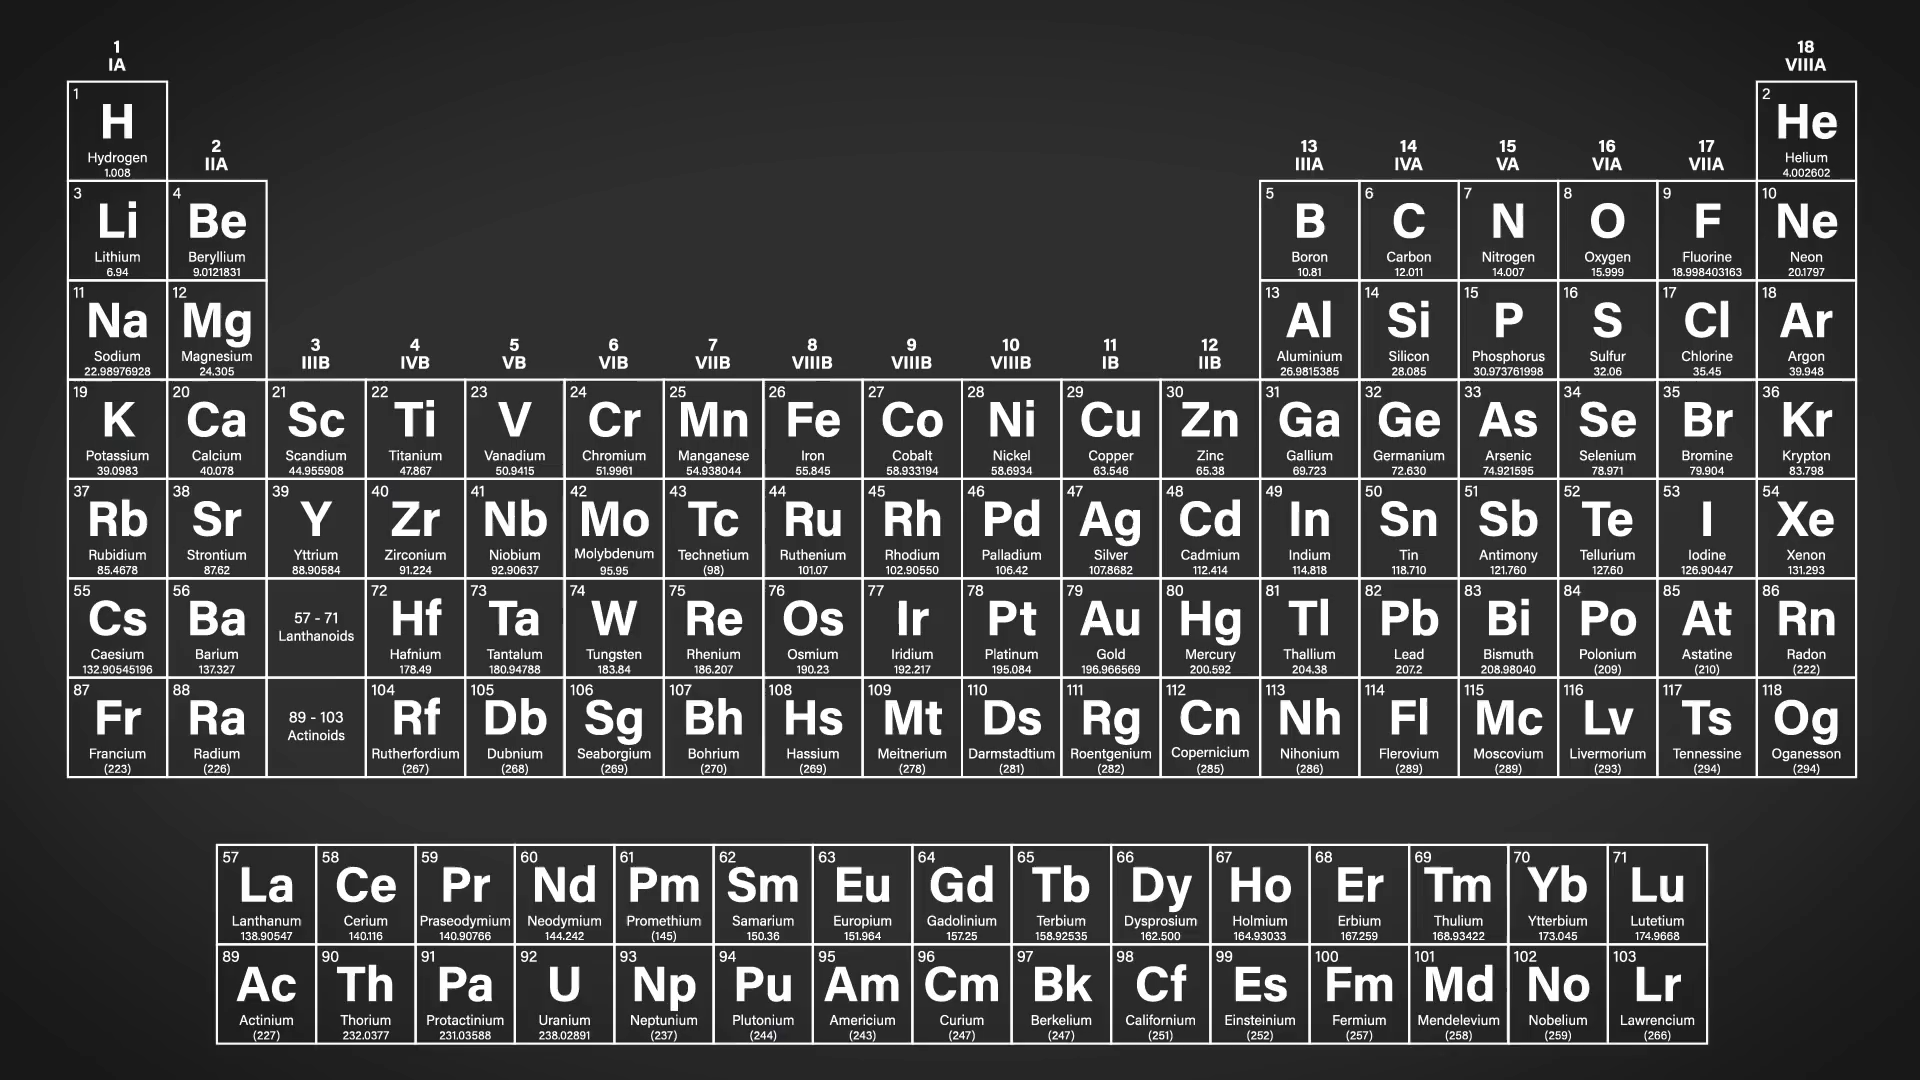 1
IA
18
VIIIA
1
H
Hydrogen
1.008
2
He
Helium
4.002602
2
IIA
13
IIIA
14
IVA
15
VA
16
VIA
17
VIIA
3
Li
Lithium
6.94
4
Be
Beryllium
9.0121831
5
B
Boron
10.81
6
C
Carbon
12.011
7
N
Nitrogen
14.007
8
O
Oxygen
15.999
9
F
Fluorine
18.998403163
10
Ne
Neon
20.1797
11
Na
Sodium
22.98976928
12
Mg
Magnesium
24.305
3
IIIB
4
IVB
5
VB
6
VIB
7
VIIB
8
VIIIB
9
VIIIB
10
VIIIB
11
IB
12
IIB
13
Al
Aluminium
26.9815385
14
Si
Silicon
28.085
15
P
Phosphorus
30.973761998
16
S
Sulfur
32.06
17
Cl
Chlorine
35.45
18
Ar
Argon
39.948
19
K
Potassium
39.0983
20
Ca
Calcium
40.078
21
Sc
Scandium
44.955908
22
Ti
Titanium
47.867
23
V
Vanadium
50.9415
24
Cr
Chromium
51.9961
25
Mn
Manganese
54.938044
26
Fe
Iron
55.845
27
Co
Cobalt
58.933194
28
Ni
Nickel
58.6934
29
Cu
Copper
63.546
30
Zn
Zinc
65.38
31
Ga
Gallium
69.723
32
Ge
Germanium
72.630
33
As
Arsenic
74.921595
34
Se
Selenium
78.971
35
Br
Bromine
79.904
36
Kr
Krypton
83.798
37
Rb
Rubidium
85.4678
38
Sr
Strontium
87.62
39
Y
Yttrium
88.90584
40
Zr
Zirconium
91.224
41
Nb
Niobium
92.90637
42
Mo
Molybdenum
95.95
43
Tc
Technetium
(98)
44
Ru
Ruthenium
101.07
45
Rh
Rhodium
102.90550
46
Pd
Palladium
106.42
47
Ag
Silver
107.8682
48
Cd
Cadmium
112.414
49
In
Indium
114.818
50
Sn
Tin
118.710
51
Sb
Antimony
121.760
52
Te
Tellurium
127.60
53
I
Iodine
126.90447
54
Xe
Xenon
131.293
55
Cs
Caesium
132.90545196
56
Ba
Barium
137.327
57 - 71
Lanthanoids
72
Hf
Hafnium
178.49
73
Ta
Tantalum
180.94788
74
W
Tungsten
183.84
75
Re
Rhenium
186.207
76
Os
Osmium
190.23
77
Ir
Iridium
192.217
78
Pt
Platinum
195.084
79
Au
Gold
196.966569
80
Hg
Mercury
200.592
81
Tl
Thallium
204.38
82
Pb
Lead
207.2
83
Bi
Bismuth
208.98040
84
Po
Polonium
(209)
85
At
Astatine
(210)
86
Rn
Radon
(222)
87
Fr
Francium
(223)
88
Ra
Radium
(226)
89 - 103
Actinoids
104
Rf
Rutherfordium
(267)
105
Db
Dubnium
(268)
106
Sg
Seaborgium
(269)
107
Bh
Bohrium
(270)
108
Hs
Hassium
(269)
109
Mt
Meitnerium
(278)
110
Ds
Darmstadtium
(281)
111
Rg
Roentgenium
(282)
112
Cn
Copernicium
(285)
113
Nh
Nihonium
(286)
114
Fl
Flerovium
(289)
115
Mc
Moscovium
(289)
116
Lv
Livermorium
(293)
117
Ts
Tennessine
(294)
118
Og
Oganesson
(294)
57
La
Lanthanum
138.90547
58
Ce
Cerium
140.116
59
Pr
Praseodymium
140.90766
60
Nd
Neodymium
144.242
61
Pm
Promethium
(145)
62
Sm
Samarium
150.36
63
Eu
Europium
151.964
64
Gd
Gadolinium
157.25
65
Tb
Terbium
158.92535
66
Dy
Dysprosium
162.500
67
Ho
Holmium
164.93033
68
Er
Erbium
167.259
69
Tm
Thulium
168.93422
70
Yb
Ytterbium
173.045
71
Lu
Lutetium
174.9668
89
Ac
Actinium
(227)
90
Th
Thorium
232.0377
91
Pa
Protactinium
231.03588
92
U
Uranium
238.02891
93
Np
Neptunium
(237)
94
Pu
Plutonium
(244)
95
Am
Americium
(243)
96
Cm
Curium
(247)
97
Bk
Berkelium
(247)
98
Cf
Californium
(251)
99
Es
Einsteinium
(252)
100
Fm
Fermium
(257)
101
Md
Mendelevium
(258)
102
No
Nobelium
(259)
103
Lr
Lawrencium
(266)